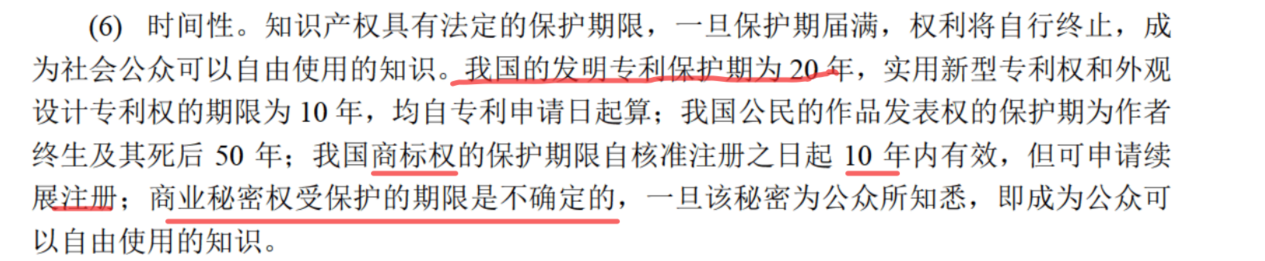 (6) 时间性。知识产权具有法定的保护期限，一旦保护期届满，权利将自行终止，成
为社会公众可以自由使用的知识。我国的发明专利保护期为 20 年，实用新型专利权和外观
设计专利权的期限为 10 年，均自专利申请日起算；我国公民的作品发表权的保护期为作者
终生及其死后 50 年；我国商标权的保护期限自核准注册之日起 10 年内有效，但可申请续
展注册；商业秘密权受保护的期限是不确定的，一旦该秘密为公众所知悉，即成为公众可
以自由使用的知识。